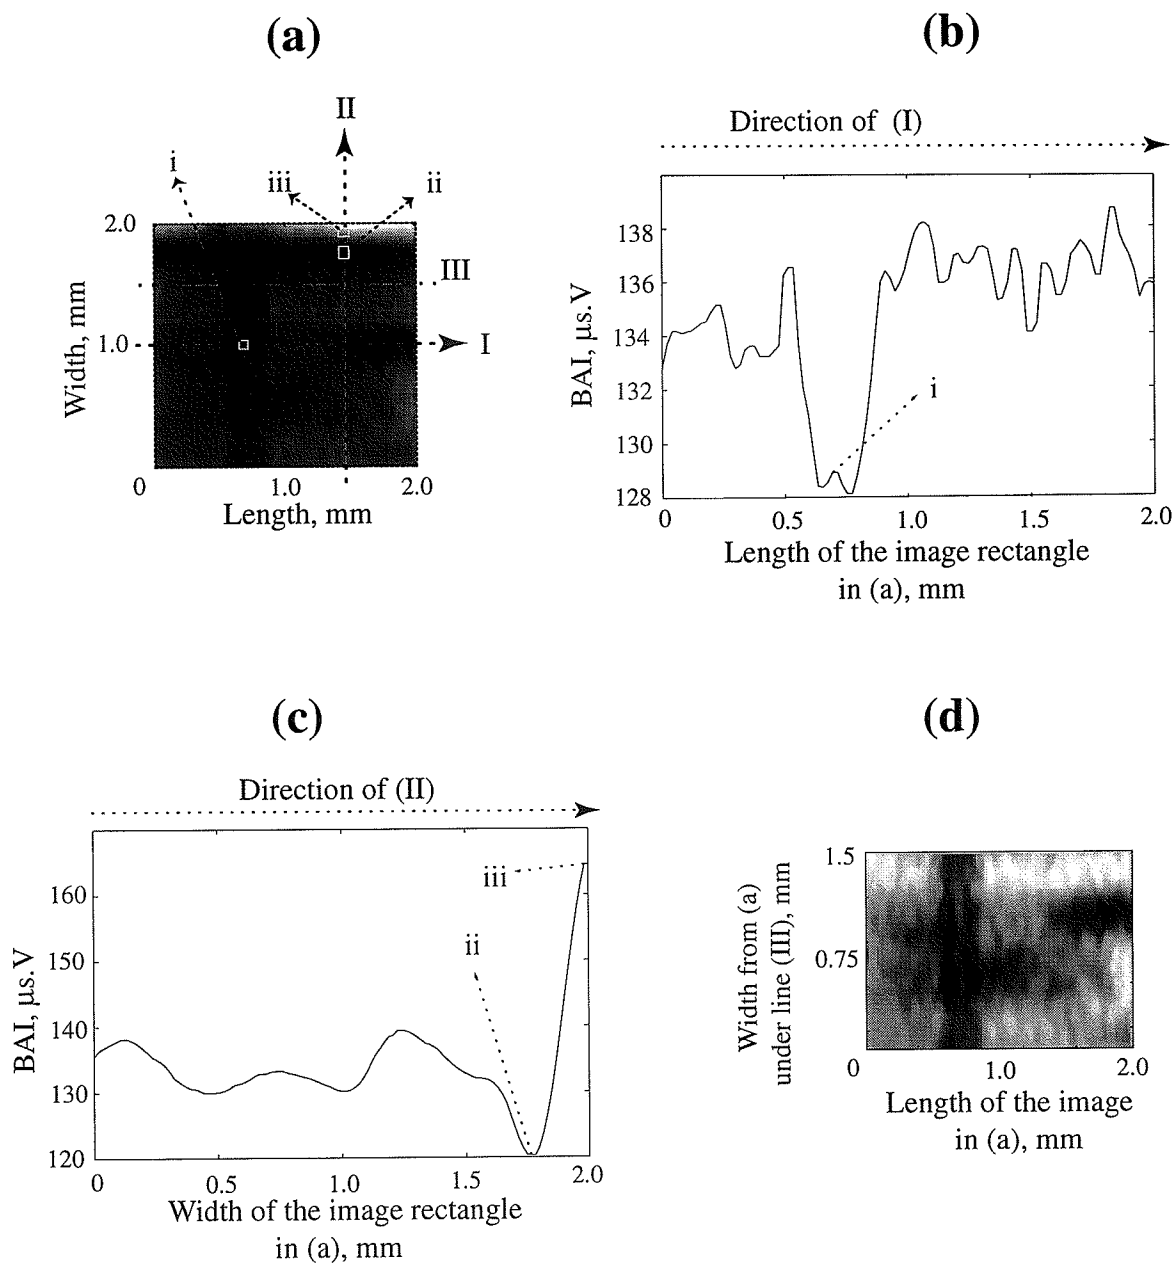 (a)
II
i
iii
ii
2.0
III
Width, mm
1.0
I
0
1.0
2.0
Length, mm
(b)
Direction of (I)
138
136
134
132
130
128
BAI, µs.V
i
0
0.5
1.0
1.5
2.0
Length of the image rectangle
in (a), mm
(c)
Direction of (II)
160
150
140
130
120
BAI, µs.V
iii
ii
0
0.5
1.0
1.5
2.0
Width of the image rectangle
in (a), mm
(d)
1.5
0.75
Width from (a)
under line (III), mm
0
1.0
2.0
Length of the image
in (a), mm